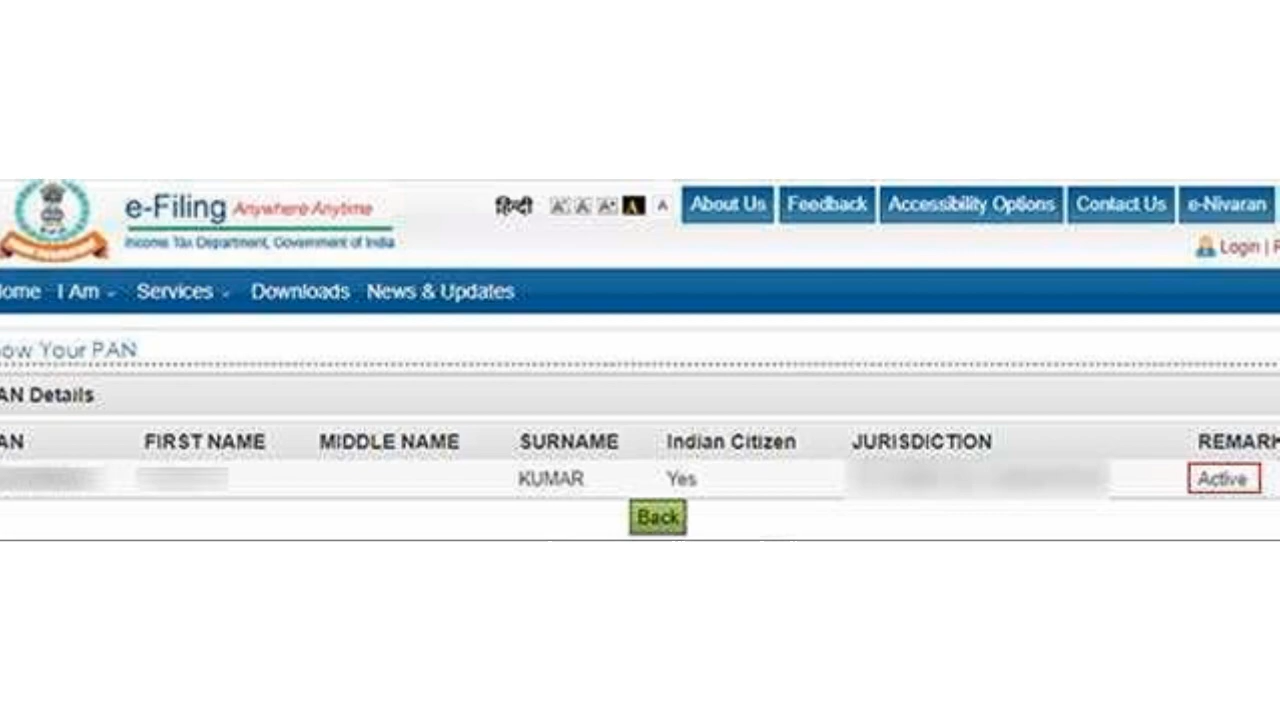 e-Filing Anywhere Anytime
Income Tax Department, Government of India
हिन्दी A A A+ A A
About Us Feedback Accessibility Options Contact Us e-Nivaran
Login |
ome I Am Services Downloads News & Updates
ow Your PAN
AN Details
AN FIRST NAME MIDDLE NAME SURNAME Indian Citizen JURISDICTION REMARK
KUMAR Yes Active
Back